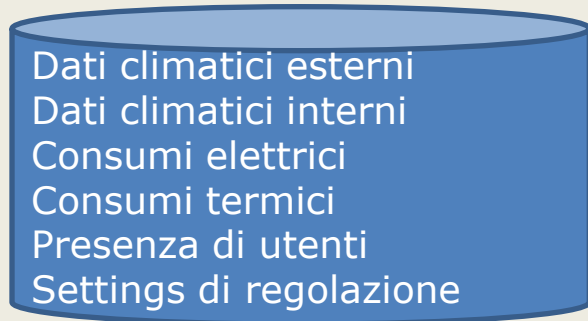 Dati climatici esterni
Dati climatici interni
Consumi elettrici
Consumi termici
Presenza di utenti
Settings di regolazione